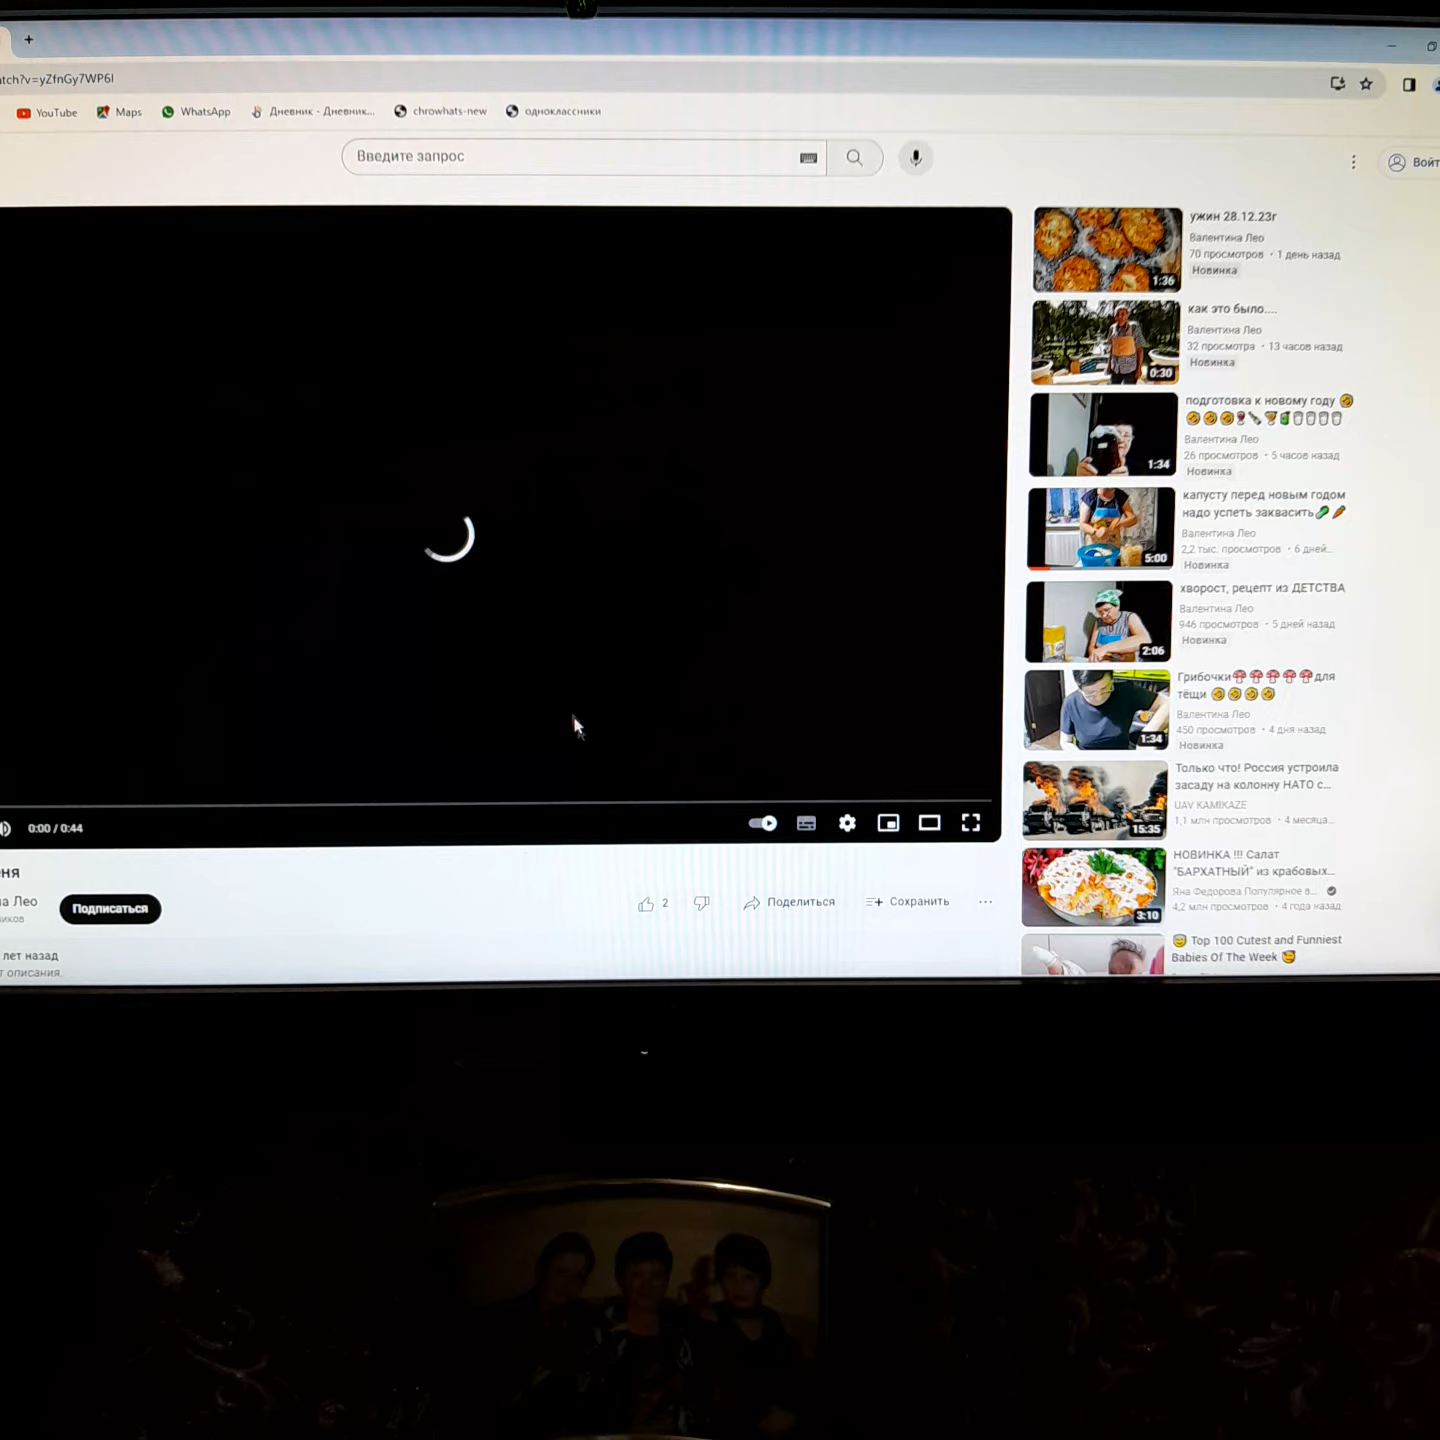 +
tch?v=yZfnGy7WP6I
YouTube Maps WhatsApp Дневник - Дневник... chrowhats-new одноклассники
Введите запрос
Войт
0:00 / 0:44
ня
а Лео
иков
Подписаться
2
Поделиться
Сохранить
лет назад
т описания.
ужин 28.12.23г
Валентина Лео
70 просмотров • 1 день назад
Новинка
1:36
как это было....
Валентина Лео
32 просмотра • 13 часов назад
Новинка
0:30
подготовка к новому году
Валентина Лео
26 просмотров • 5 часов назад
Новинка
1:34
капусту перед новым годом
надо успеть заквасить🥒🥕
Валентина Лео
2,2 тыс. просмотров • 6 дней...
Новинка
5:00
хворост, рецепт из ДЕТСТВА
Валентина Лео
946 просмотров • 5 дней назад
Новинка
2:06
Грибочки🍄🍄🍄🍄🍄для
тёщи
Валентина Лео
450 просмотров • 4 дня назад
Новинка
1:34
Только что! Россия устроила
засаду на колонну НАТО с...
UAV KAMIKAZE
1,1 млн просмотров • 4 месяца...
15:35
НОВИНКА !!! Салат
"БАРХАТНЫЙ" из крабовых...
Яна Федорова Популярное в...
4,2 млн просмотров • 4 года назад
3:10
Top 100 Cutest and Funniest
Babies Of The Week